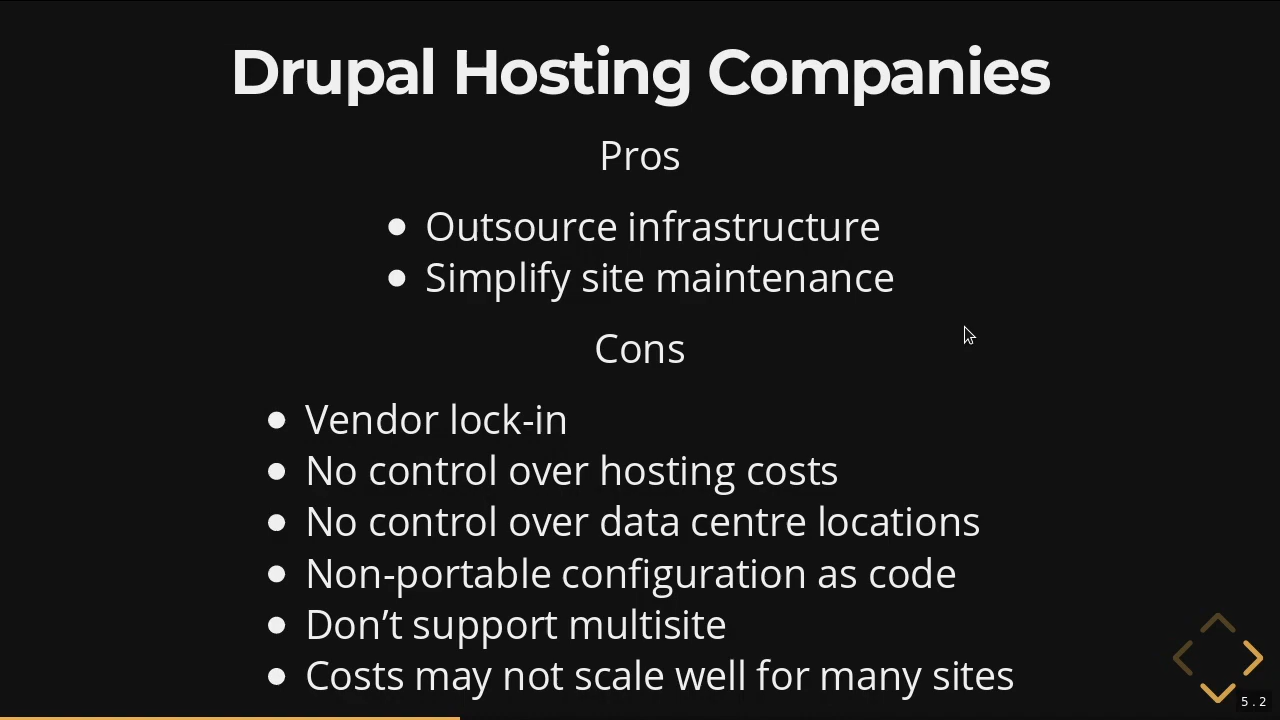 Drupal Hosting Companies
Pros
Outsource infrastructure
Simplify site maintenance
Cons
Vendor lock-in
No control over hosting costs
No control over data centre locations
Non-portable configuration as code
Don’t support multisite
Costs may not scale well for many sites
5.2